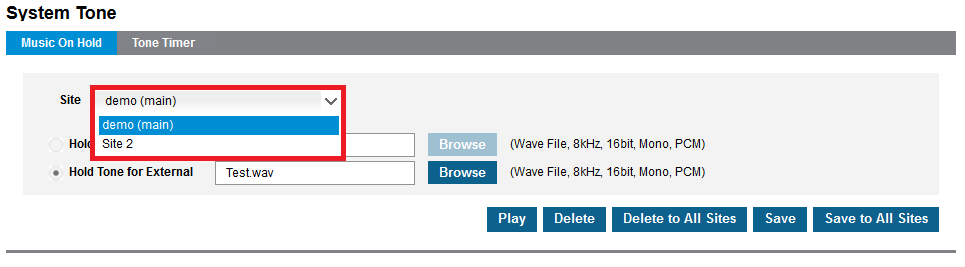 System Tone
Music On Hold Tone Timer
Site demo (main)
demo (main)
Site 2
Hold Browse (Wave File, 8kHz, 16bit, Mono, PCM)
Hold Tone for External Test.wav Browse (Wave File, 8kHz, 16bit, Mono, PCM)
Play Delete Delete to All Sites Save Save to All Sites